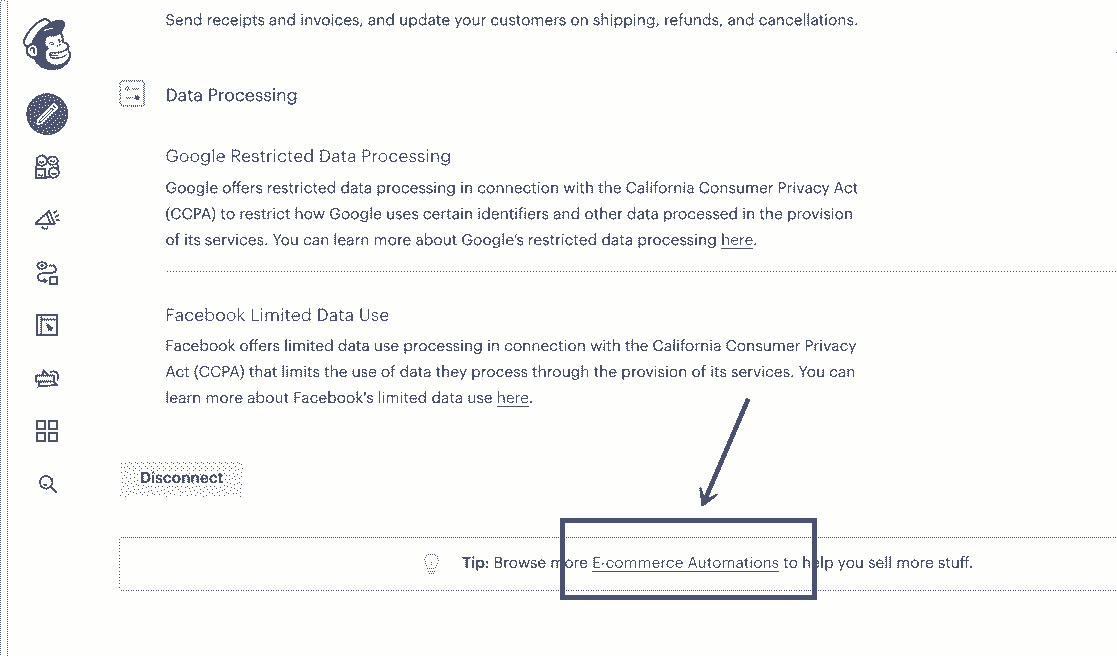 Send receipts and invoices, and update your customers on shipping, refunds, and cancellations.
Data Processing
Google Restricted Data Processing
Google offers restricted data processing in connection with the California Consumer Privacy Act
(CCPA) to restrict how Google uses certain identifiers and other data processed in the provision
of its services. You can learn more about Google's restricted data processing here.
Facebook Limited Data Use
Facebook offers limited data use processing in connection with the California Consumer Privacy
Act (CCPA) that limits the use of data they process through the provision of its services. You can
learn more about Facebook's limited data use here.
Disconnect
Tip: Browse more E-commerce Automations to help you sell more stuff.